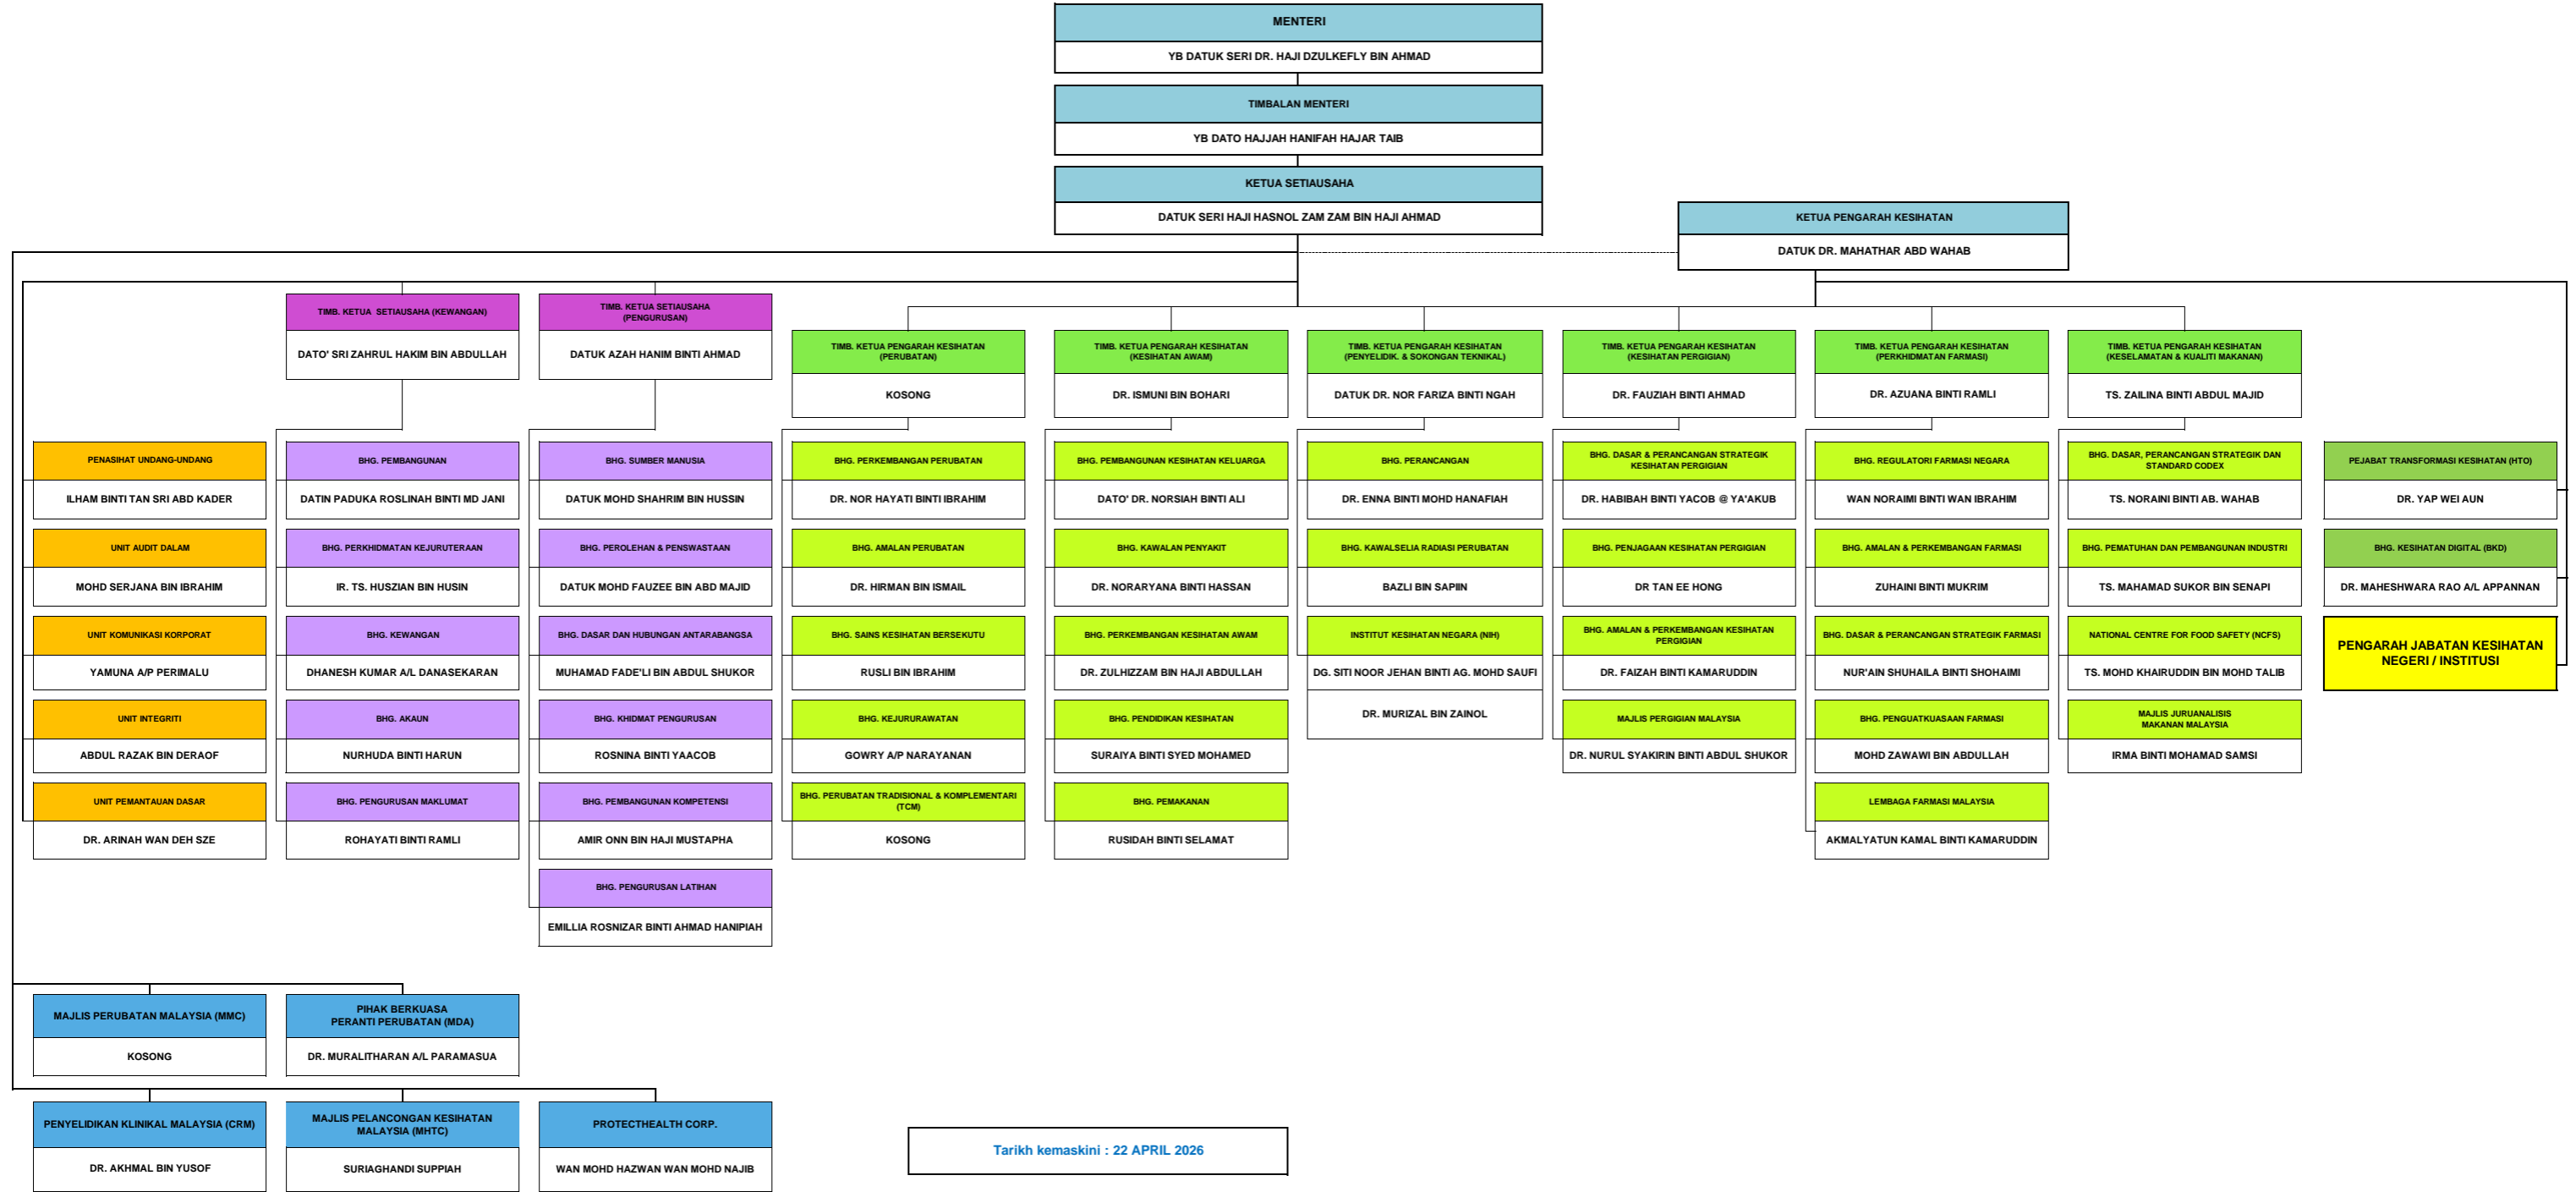 MENTERI
YB DATUK SERI DR. HAJI DZULKEFLY BIN AHMAD
TIMBALAN MENTERI
YB DATO HAJJAH HANIFAH HAJAR TAIB
KETUA SETIAUSAHA
DATUK SERI HAJI HASNOL ZAM ZAM BIN HAJI AHMAD
KETUA PENGARAH KESIHATAN
DATUK DR. MAHATHAR ABD WAHAB
TIMB. KETUA SETIAUSAHA (KEWANGAN)
DATO' SRI ZAHRUL HAKIM BIN ABDULLAH
TIMB. KETUA SETIAUSAHA
(PENGURUSAN)
DATUK AZAH HANIM BINTI AHMAD
TIMB. KETUA PENGARAH KESIHATAN
(PERUBATAN)
KOSONG
TIMB. KETUA PENGARAH KESIHATAN
(KESIHATAN AWAM)
DR. ISMUNI BIN BOHARI
TIMB. KETUA PENGARAH KESIHATAN
(PENYELIDIK. & SOKONGAN TEKNIKAL)
DATUK DR. NOR FARIZA BINTI NGAH
TIMB. KETUA PENGARAH KESIHATAN
(KESIHATAN PERGIGIAN)
DR. FAUZIAH BINTI AHMAD
TIMB. KETUA PENGARAH KESIHATAN
(PERKHIDMATAN FARMASI)
DR. AZUANA BINTI RAMLI
TIMB. KETUA PENGARAH KESIHATAN
(KESELAMATAN & KUALITI MAKANAN)
TS. ZAILINA BINTI ABDUL MAJID
PENASIHAT UNDANG-UNDANG
ILHAM BINTI TAN SRI ABD KADER
UNIT AUDIT DALAM
MOHD SERJANA BIN IBRAHIM
UNIT KOMUNIKASI KORPORAT
YAMUNA A/P PERIMALU
UNIT INTEGRITI
ABDUL RAZAK BIN DERAOF
UNIT PEMANTAUAN DASAR
DR. ARINAH WAN DEH SZE
BHG. PEMBANGUNAN
DATIN PADUKA ROSLINAH BINTI MD JANI
BHG. PERKHIDMATAN KEJURUTERAAN
IR. TS. HUSZIAN BIN HUSIN
BHG. KEWANGAN
DHANESH KUMAR A/L DANASEKARAN
BHG. AKAUN
NURHUDA BINTI HARUN
BHG. PENGURUSAN MAKLUMAT
ROHAYATI BINTI RAMLI
BHG. SUMBER MANUSIA
DATUK MOHD SHAHRIM BIN HUSSIN
BHG. PEROLEHAN & PENSWASTAAN
DATUK MOHD FAUZEE BIN ABD MAJID
BHG. DASAR DAN HUBUNGAN ANTARABANGSA
MUHAMAD FADE'LI BIN ABDUL SHUKOR
BHG. KHIDMAT PENGURUSAN
ROSNINA BINTI YAACOB
BHG. PEMBANGUNAN KOMPETENSI
AMIR ONN BIN HAJI MUSTAPHA
BHG. PENGURUSAN LATIHAN
EMILLIA ROSNIZAR BINTI AHMAD HANIPIAH
BHG. PERKEMBANGAN PERUBATAN
DR. NOR HAYATI BINTI IBRAHIM
BHG. AMALAN PERUBATAN
DR. HIRMAN BIN ISMAIL
BHG. SAINS KESIHATAN BERSEKUTU
RUSLI BIN IBRAHIM
BHG. KEJURURAWATAN
GOWRY A/P NARAYANAN
BHG. PERUBATAN TRADISIONAL & KOMPLEMENTARI
(TCM)
KOSONG
BHG. PEMBANGUNAN KESIHATAN KELUARGA
DATO' DR. NORSIAH BINTI ALI
BHG. KAWALAN PENYAKIT
DR. NORARYANA BINTI HASSAN
BHG. PERKEMBANGAN KESIHATAN AWAM
DR. ZULHIZZAM BIN HAJI ABDULLAH
BHG. PENDIDIKAN KESIHATAN
SURAIYA BINTI SYED MOHAMED
BHG. PEMAKANAN
RUSIDAH BINTI SELAMAT
BHG. PERANCANGAN
DR. ENNA BINTI MOHD HANAFIAH
BHG. KAWALSELIA RADIASI PERUBATAN
BAZLI BIN SAPIIN
INSTITUT KESIHATAN NEGARA (NIH)
DG. SITI NOOR JEHAN BINTI AG. MOHD SAUFI
DR. MURIZAL BIN ZAINOL
BHG. DASAR & PERANCANGAN STRATEGIK
KESIHATAN PERGIGIAN
DR. HABIBAH BINTI YACOB @ YA'AKUB
BHG. PENJAGAAN KESIHATAN PERGIGIAN
DR TAN EE HONG
BHG. AMALAN & PERKEMBANGAN KESIHATAN
PERGIGIAN
DR. FAIZAH BINTI KAMARUDDIN
MAJLIS PERGIGIAN MALAYSIA
DR. NURUL SYAKIRIN BINTI ABDUL SHUKOR
BHG. REGULATORI FARMASI NEGARA
WAN NORAIMI BINTI WAN IBRAHIM
BHG. AMALAN & PERKEMBANGAN FARMASI
ZUHAINI BINTI MUKRIM
BHG. DASAR & PERANCANGAN STRATEGIK FARMASI
NUR'AIN SHUHAILA BINTI SHOHAIMI
BHG. PENGUATKUASAAN FARMASI
MOHD ZAWAWI BIN ABDULLAH
LEMBAGA FARMASI MALAYSIA
AKMALYATUN KAMAL BINTI KAMARUDDIN
BHG. DASAR, PERANCANGAN STRATEGIK DAN
STANDARD CODEX
TS. NORAINI BINTI AB. WAHAB
BHG. PEMATUHAN DAN PEMBANGUNAN INDUSTRI
TS. MAHAMAD SUKOR BIN SENAPI
NATIONAL CENTRE FOR FOOD SAFETY (NCFS)
TS. MOHD KHAIRUDDIN BIN MOHD TALIB
MAJLIS JURUANALISIS
MAKANAN MALAYSIA
IRMA BINTI MOHAMAD SAMSI
PEJABAT TRANSFORMASI KESIHATAN (HTO)
DR. YAP WEI AUN
BHG. KESIHATAN DIGITAL (BKD)
DR. MAHESHWARA RAO A/L APPANNAN
PENGARAH JABATAN KESIHATAN
NEGERI / INSTITUSI
MAJLIS PERUBATAN MALAYSIA (MMC)
KOSONG
PIHAK BERKUASA
PERANTI PERUBATAN (MDA)
DR. MURALITHARAN A/L PARAMASUA
PENYELIDIKAN KLINIKAL MALAYSIA (CRM)
DR. AKHMAL BIN YUSOF
MAJLIS PELANCONGAN KESIHATAN
MALAYSIA (MHTC)
SURIAGHANDI SUPPIAH
PROTECTHEALTH CORP.
WAN MOHD HAZWAN WAN MOHD NAJIB
Tarikh kemaskini : 22 APRIL 2026